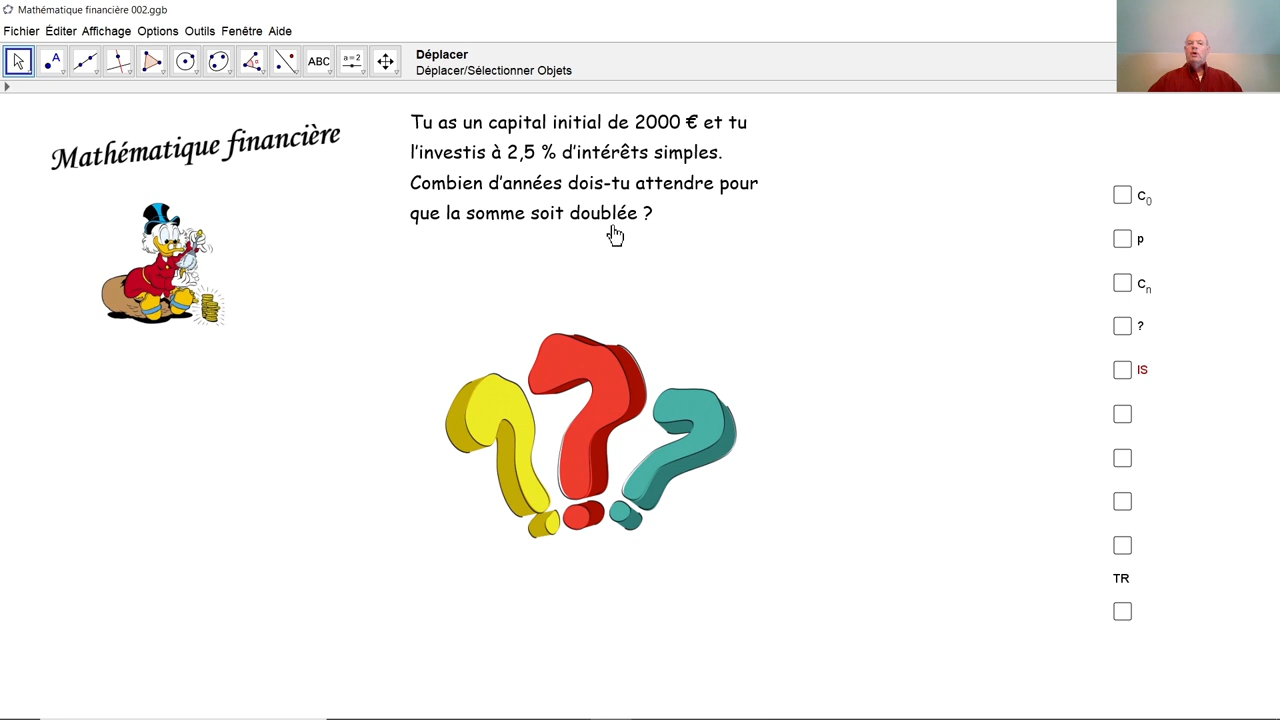 Mathématique financière 002.ggb
Fichier Éditer Affichage Options Outils Fenêtre Aide
A
ABC
a=2
Déplacer
Déplacer/Sélectionner Objets
Mathématique financière
Tu as un capital initial de 2000 € et tu
l'investis à 2,5 % d'intérêts simples.
Combien d'années dois-tu attendre pour
que la somme soit doublée ?
C0
p
Cn
?
IS
TR